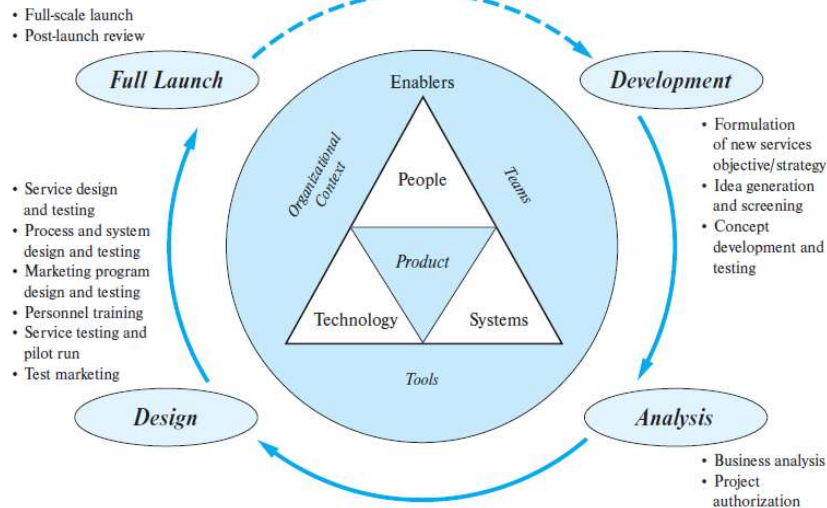 • Full-scale launch
• Post-launch review
Full Launch
Development
Enablers
Organizational
Context
Teams
People
Product
Technology
Systems
Tools
• Formulation
of new services
objective/strategy
• Idea generation
and screening
• Concept
development and
testing
• Service design
and testing
• Process and system
design and testing
• Marketing program
design and testing
• Personnel training
• Service testing and
pilot run
• Test marketing
Design
Analysis
• Business analysis
• Project
authorization